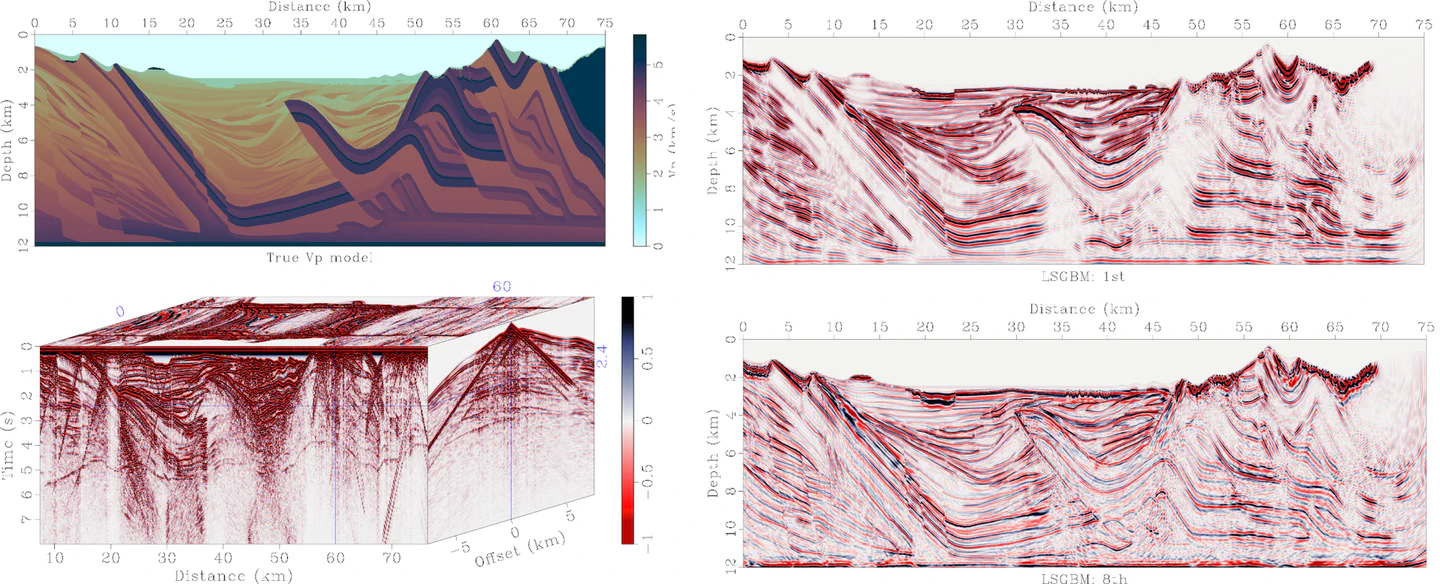 Distance (km)
0 5 10 15 20 25 30 35 40 45 50 55 60 65 70 75
Depth (km)
0 2 4 6 8 10 12
0 1 2 3 4 5
True Vp model
Distance (km)
0 5 10 15 20 25 30 35 40 45 50 55 60 65 70 75
Depth (km)
0 2 4 6 8 10 12
LSGBM: 1st
0 60
2.4
Time (s)
0 1 2 3 4 5 6 7
10 20 30 40 50 60 70
Distance (km)
−5 0 5
Offset (km)
1 0.5 0 −0.5 −1
Distance (km)
0 5 10 15 20 25 30 35 40 45 50 55 60 65 70 75
Depth (km)
0 2 4 6 8 10 12
LSGBM: 8th